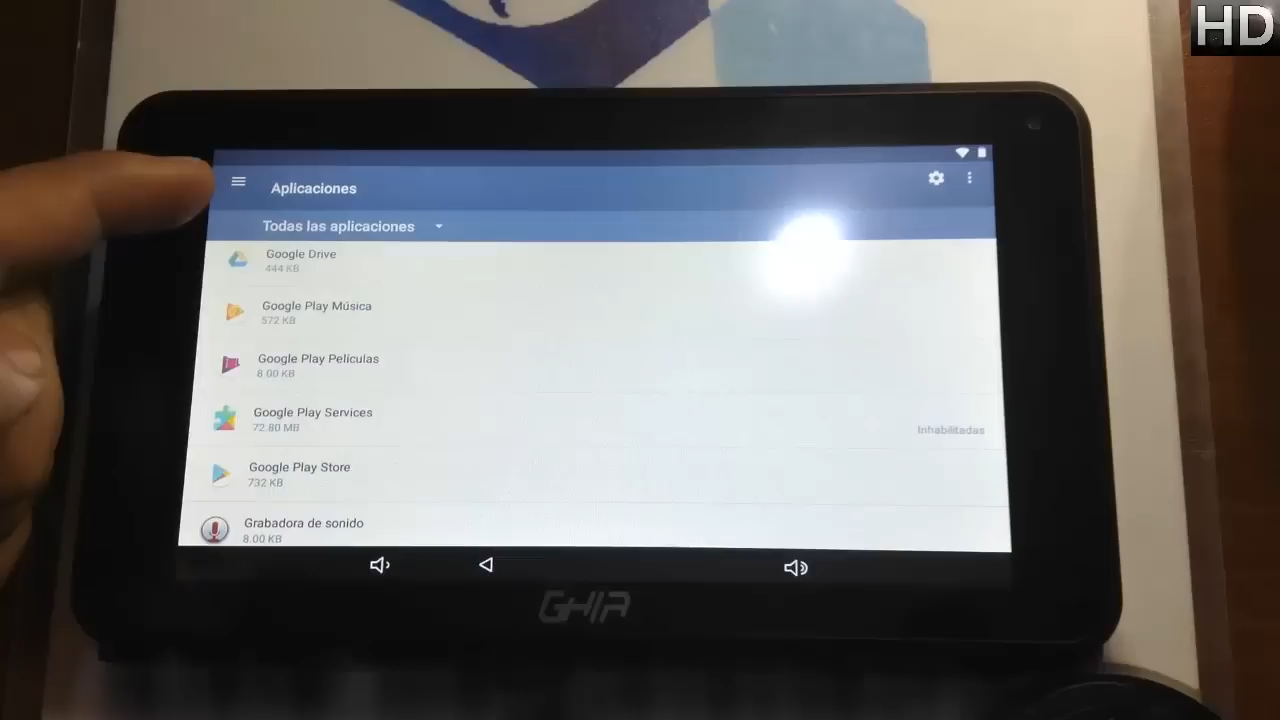 HD
Aplicaciones
Todas las aplicaciones
Google Drive
444 KB
Google Play Música
572 KB
Google Play Películas
8.00 KB
Google Play Services
72.80 MB
Inhabilitadas
Google Play Store
732 KB
Grabadora de sonido
8.00 KB
GHIA